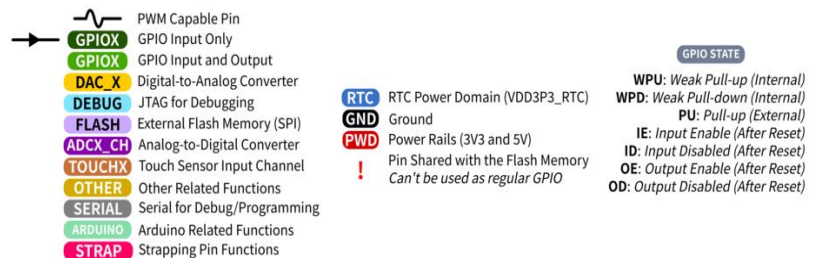 PWM Capable Pin
GPIOX GPIO Input Only
GPIOX GPIO Input and Output
DAC_X Digital-to-Analog Converter
DEBUG JTAG for Debugging
FLASH External Flash Memory (SPI)
ADCX_CH Analog-to-Digital Converter
TOUCHX Touch Sensor Input Channel
OTHER Other Related Functions
SERIAL Serial for Debug/Programming
ARDUINO Arduino Related Functions
STRAP Strapping Pin Functions
RTC RTC Power Domain (VDD3P3_RTC)
GND Ground
PWD Power Rails (3V3 and 5V)
! Pin Shared with the Flash Memory
Can't be used as regular GPIO
GPIO STATE
WPU: Weak Pull-up (Internal)
WPD: Weak Pull-down (Internal)
PU: Pull-up (External)
IE: Input Enable (After Reset)
ID: Input Disabled (After Reset)
OE: Output Enable (After Reset)
OD: Output Disabled (After Reset)